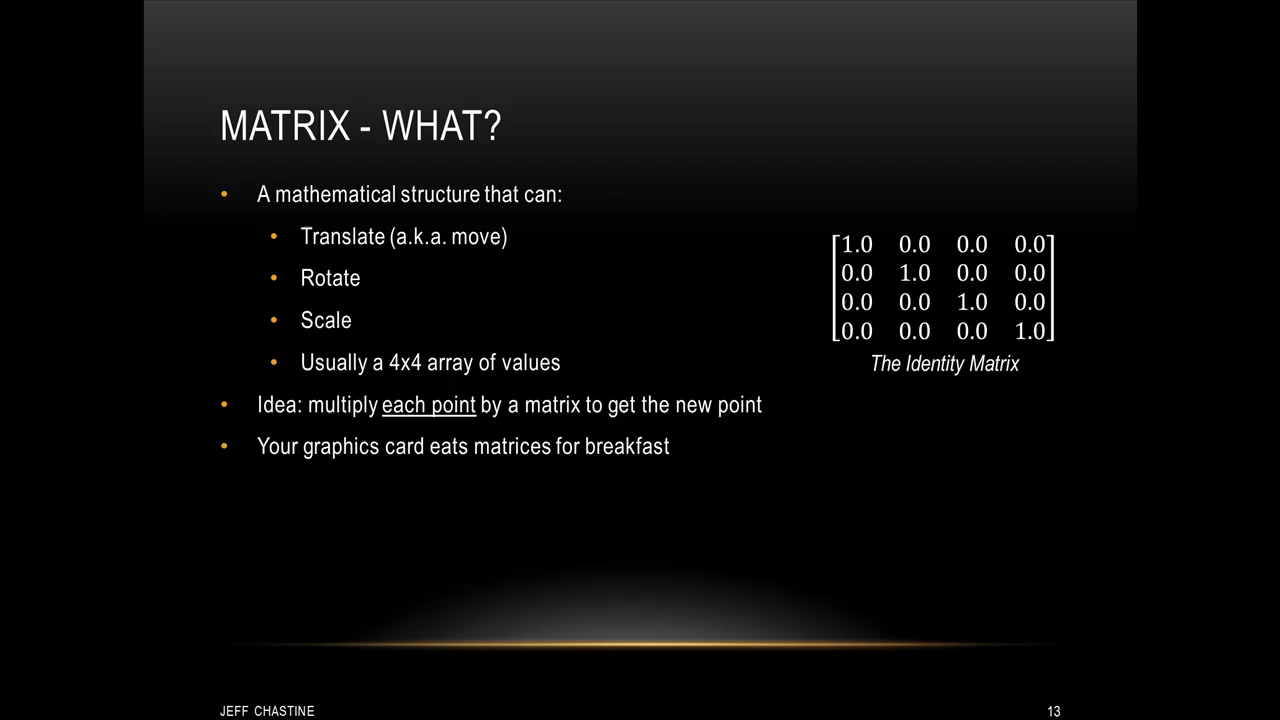 MATRIX - WHAT?
• A mathematical structure that can:
• Translate (a.k.a. move)
• Rotate
• Scale
• Usually a 4x4 array of values
• Idea: multiply each point by a matrix to get the new point
• Your graphics card eats matrices for breakfast
1.0 0.0 0.0 0.0
0.0 1.0 0.0 0.0
0.0 0.0 1.0 0.0
0.0 0.0 0.0 1.0
The Identity Matrix
JEFF CHASTINE
13